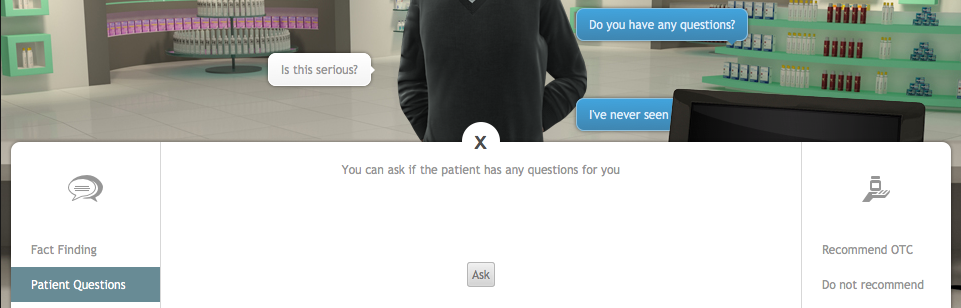 Do you have any questions?
Is this serious?
I've never seen
X
You can ask if the patient has any questions for you
Fact Finding
Patient Questions
Ask
Recommend OTC
Do not recommend